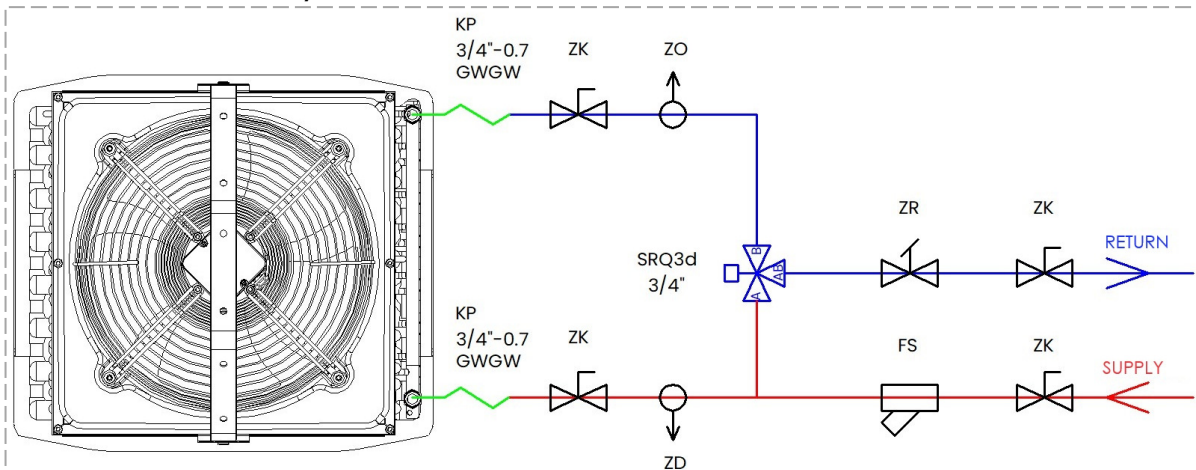 KP
3/4"-0.7
GWGW
ZK
ZO
SRQ3d
3/4"
B
AB
A
ZR
ZK
RETURN
KP
3/4"-0.7
GWGW
ZK
ZD
FS
ZK
SUPPLY